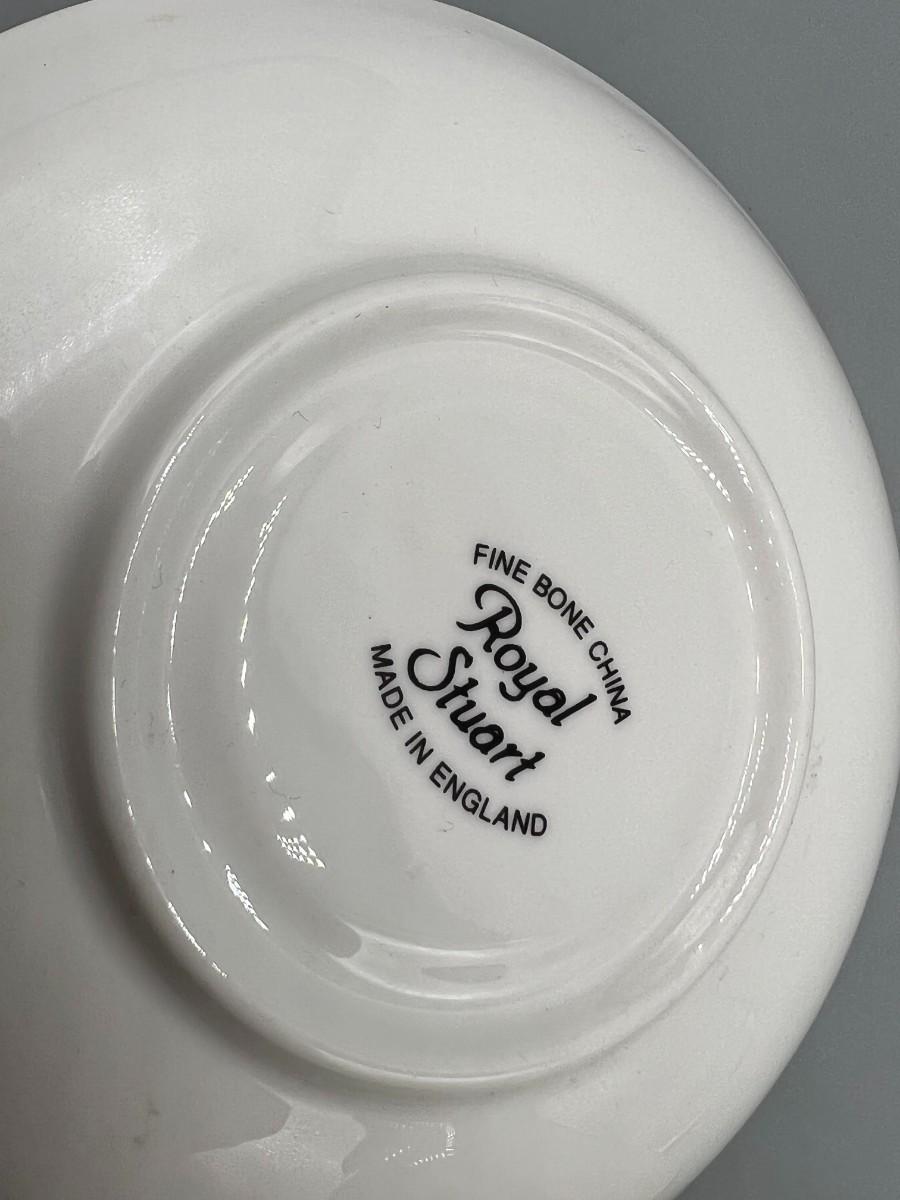 FINE BONE CHINA
Royal
Stuart
MADE IN ENGLAND